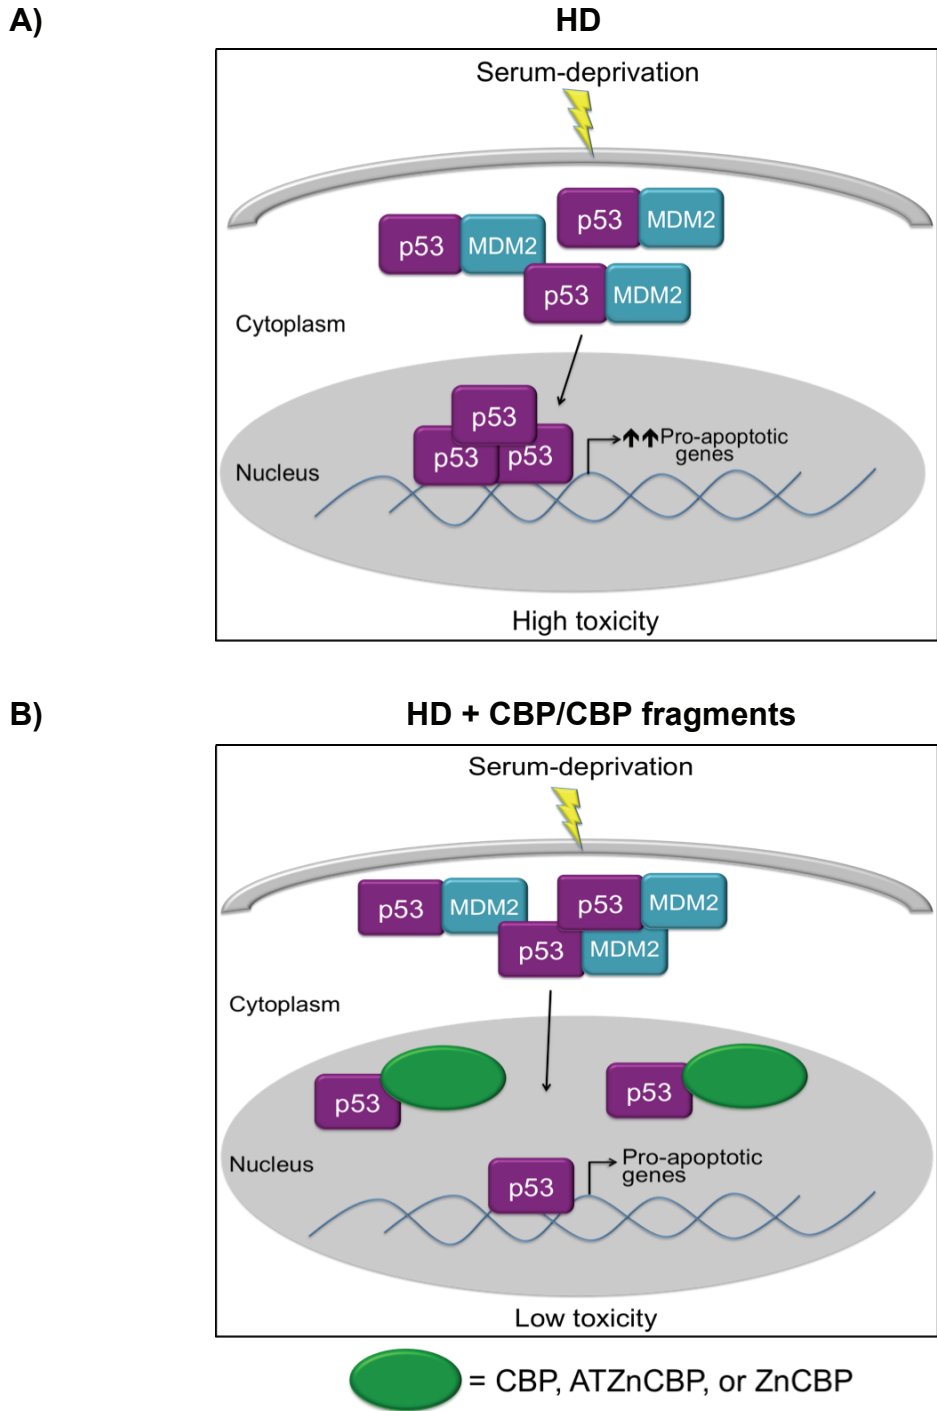 A)
HD
Serum-deprivation
p53 MDM2
p53 MDM2
p53 MDM2
Cytoplasm
p53
p53 p53
Pro-apoptotic
genes
Nucleus
High toxicity
B)
HD + CBP/CBP fragments
Serum-deprivation
p53 MDM2
p53 MDM2
p53 MDM2
Cytoplasm
p53
p53
Nucleus
p53
Pro-apoptotic
genes
Low toxicity
= CBP, ATZnCBP, or ZnCBP